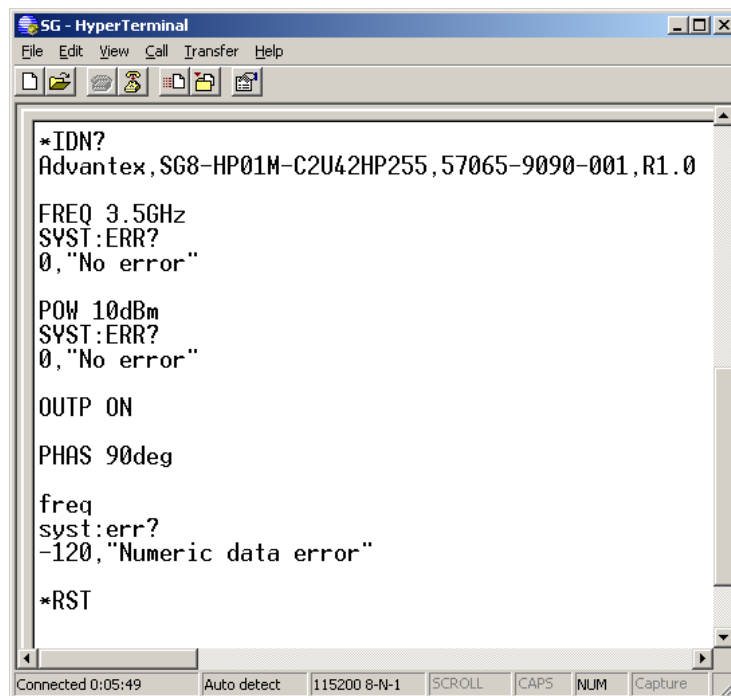 SG - HyperTerminal
File Edit View Call Transfer Help
*IDN?
Advantex,SG8-HP01M-C2U42HP255,57065-9090-001,R1.0
FREQ 3.5GHz
SYST:ERR?
0,"No error"
POW 10dBm
SYST:ERR?
0,"No error"
OUTP ON
PHAS 90deg
freq
syst:err?
-120,"Numeric data error"
*RST
Connected 0:05:49 Auto detect 115200 8-N-1 SCROLL CAPS NUM Capture